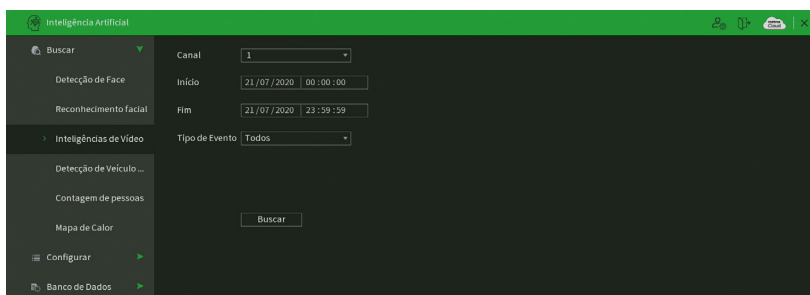 Inteligência Artificial
Cloud
Buscar
Detecção de Face
Reconhecimento facial
Inteligências de Vídeo
Detecção de Veículo ...
Contagem de pessoas
Mapa de Calor
Configurar
Banco de Dados
Canal 1
Início 21/07/2020 00:00:00
Fim 21/07/2020 23:59:59
Tipo de Evento Todos
Buscar